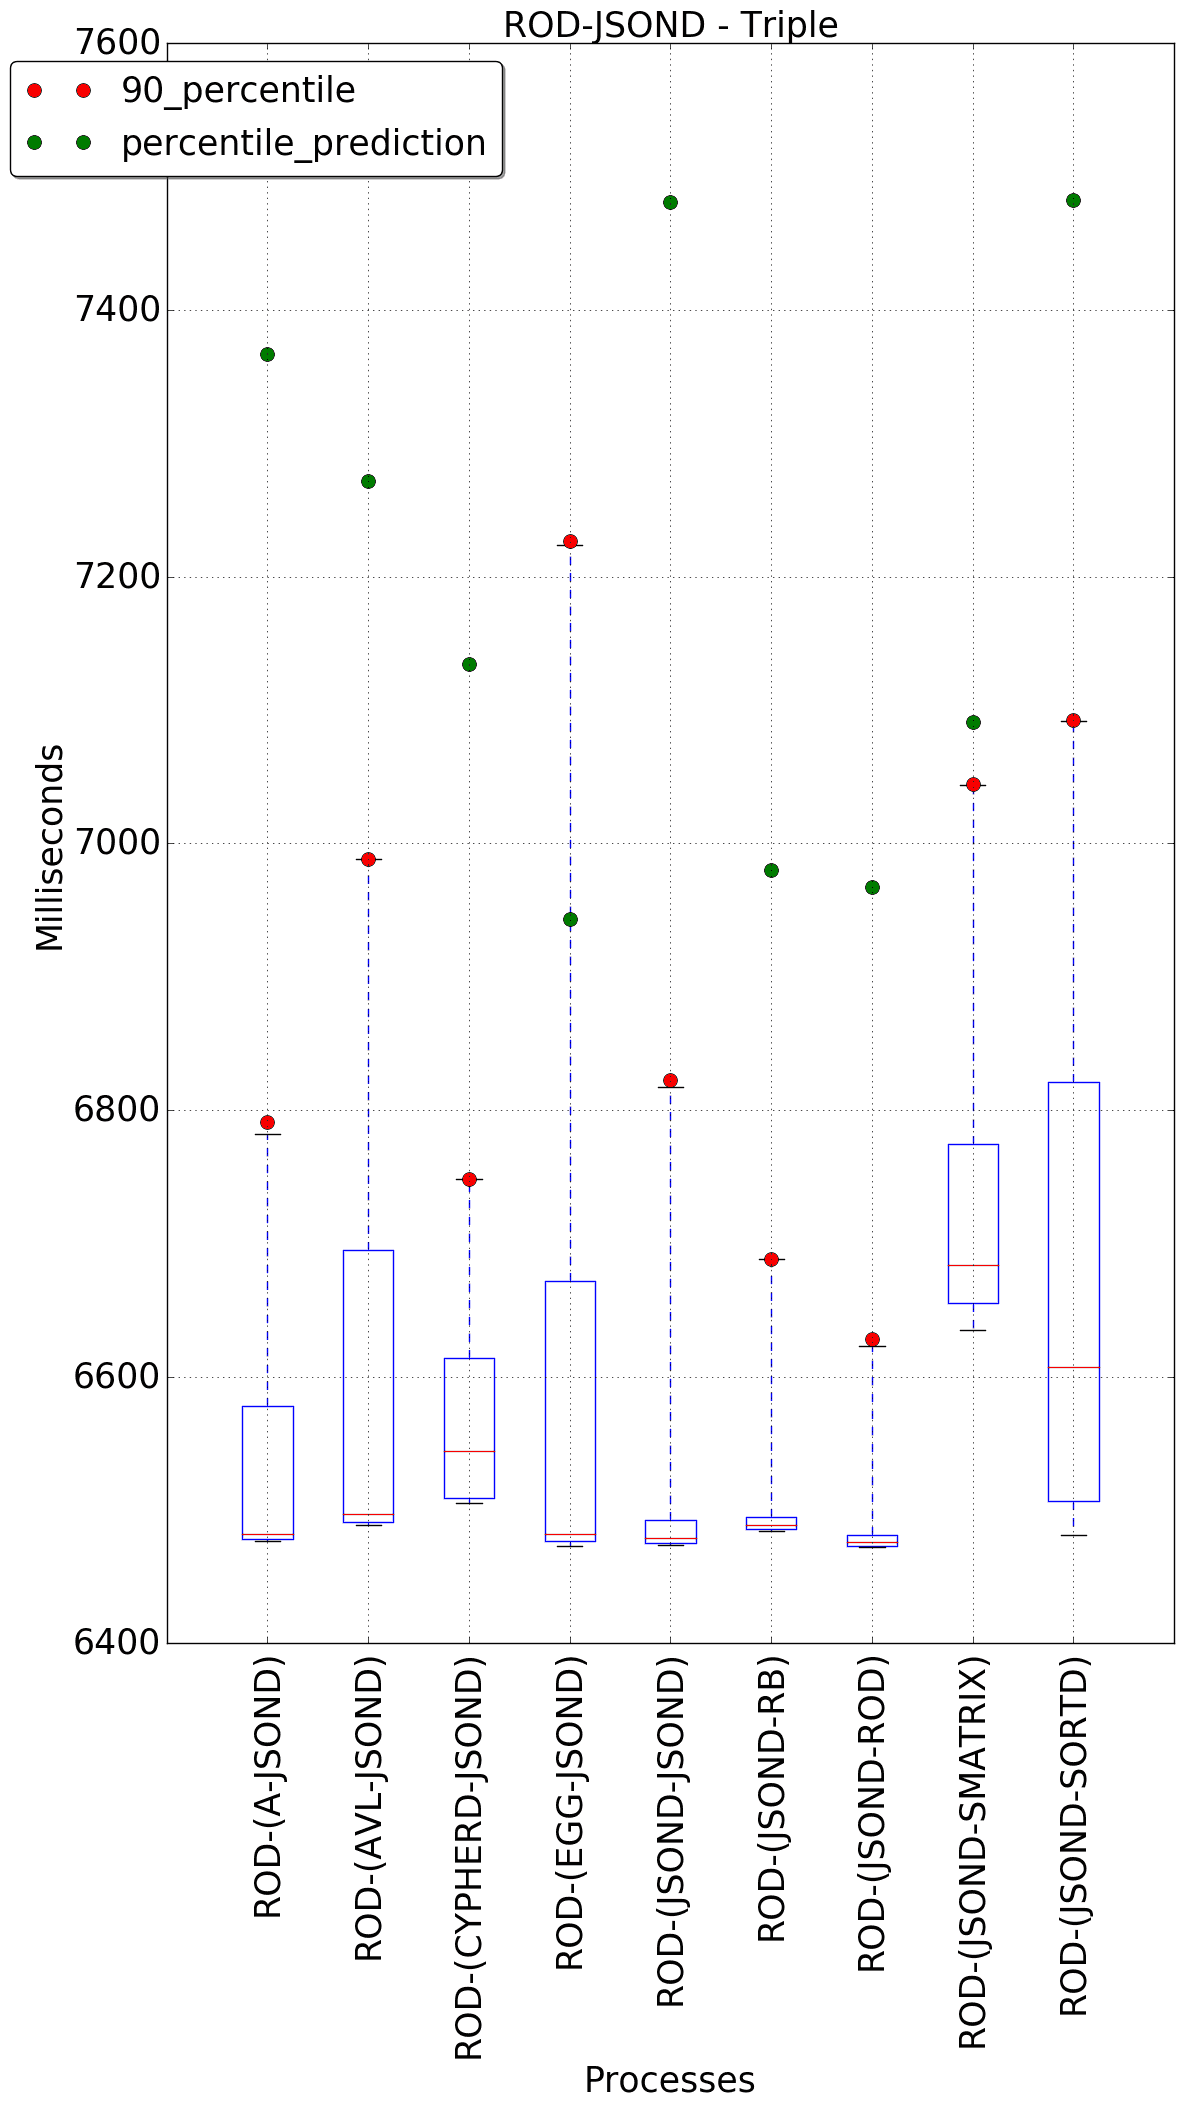 ROD-JSOND - Triple
7600
90_percentile
percentile_prediction
7400
7200
7000
6800
6600
6400
Milliseconds
ROD-(A-JSOND)
ROD-(AVL-JSOND)
ROD-(CYPHERD-JSOND)
ROD-(EGG-JSOND)
ROD-(JSOND-JSOND)
ROD-(JSOND-RB)
ROD-(JSOND-ROD)
ROD-(JSOND-SMATRIX)
ROD-(JSOND-SORTD)
Processes